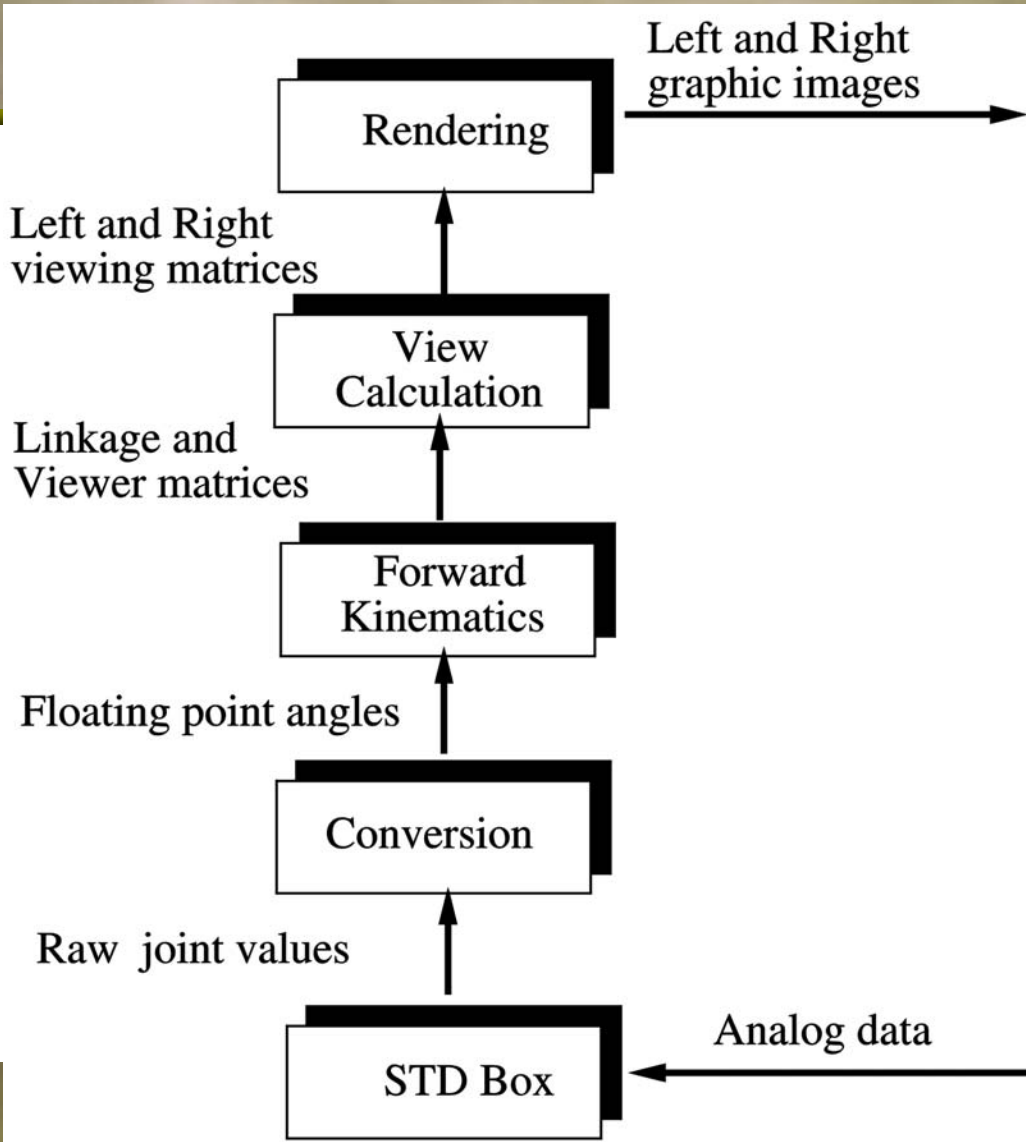 Left and Right
graphic images
Rendering
Left and Right
viewing matrices
View
Calculation
Linkage and
Viewer matrices
Forward
Kinematics
Floating point angles
Conversion
Raw joint values
Analog data
STD Box